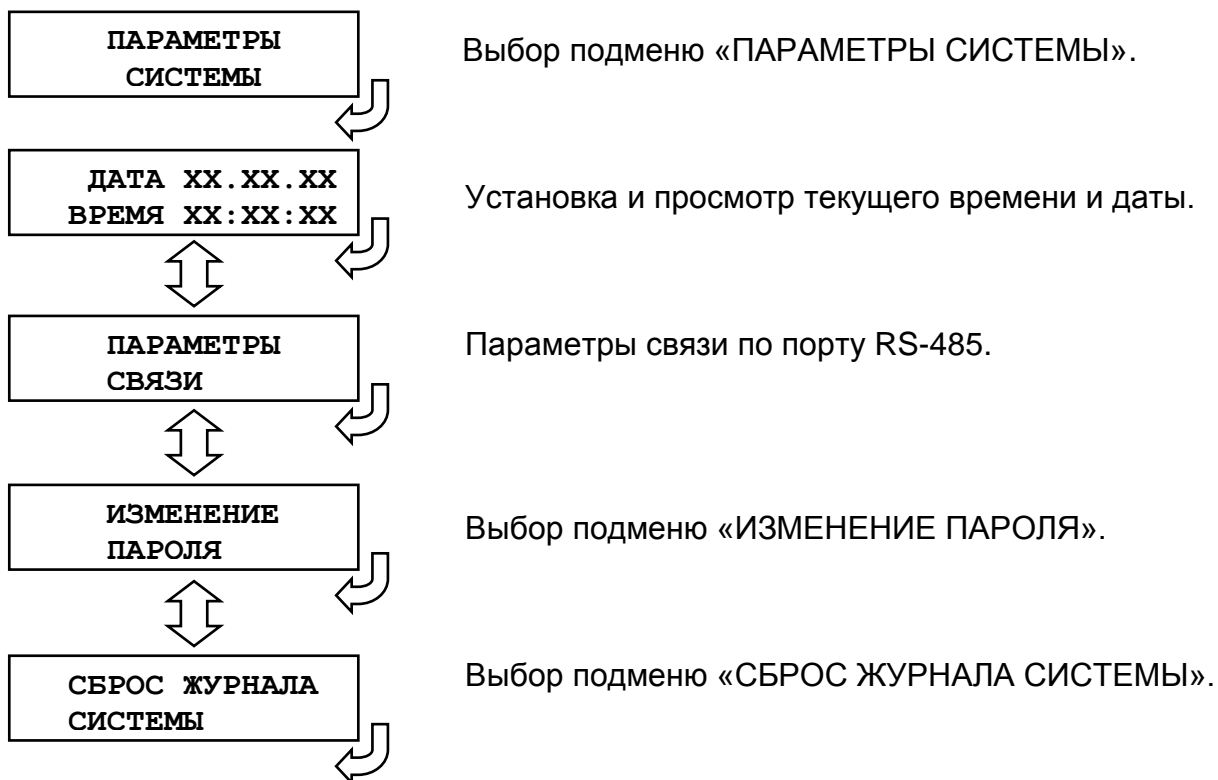 ПАРАМЕТРЫ
СИСТЕМЫ
Выбор подменю «ПАРАМЕТРЫ СИСТЕМЫ».
ДАТА XX.XX.XX
ВРЕМЯ XX:XX:XX
Установка и просмотр текущего времени и даты.
ПАРАМЕТРЫ
СВЯЗИ
Параметры связи по порту RS-485.
ИЗМЕНЕНИЕ
ПАРОЛЯ
Выбор подменю «ИЗМЕНЕНИЕ ПАРОЛЯ».
СБРОС ЖУРНАЛА
СИСТЕМЫ
Выбор подменю «СБРОС ЖУРНАЛА СИСТЕМЫ».